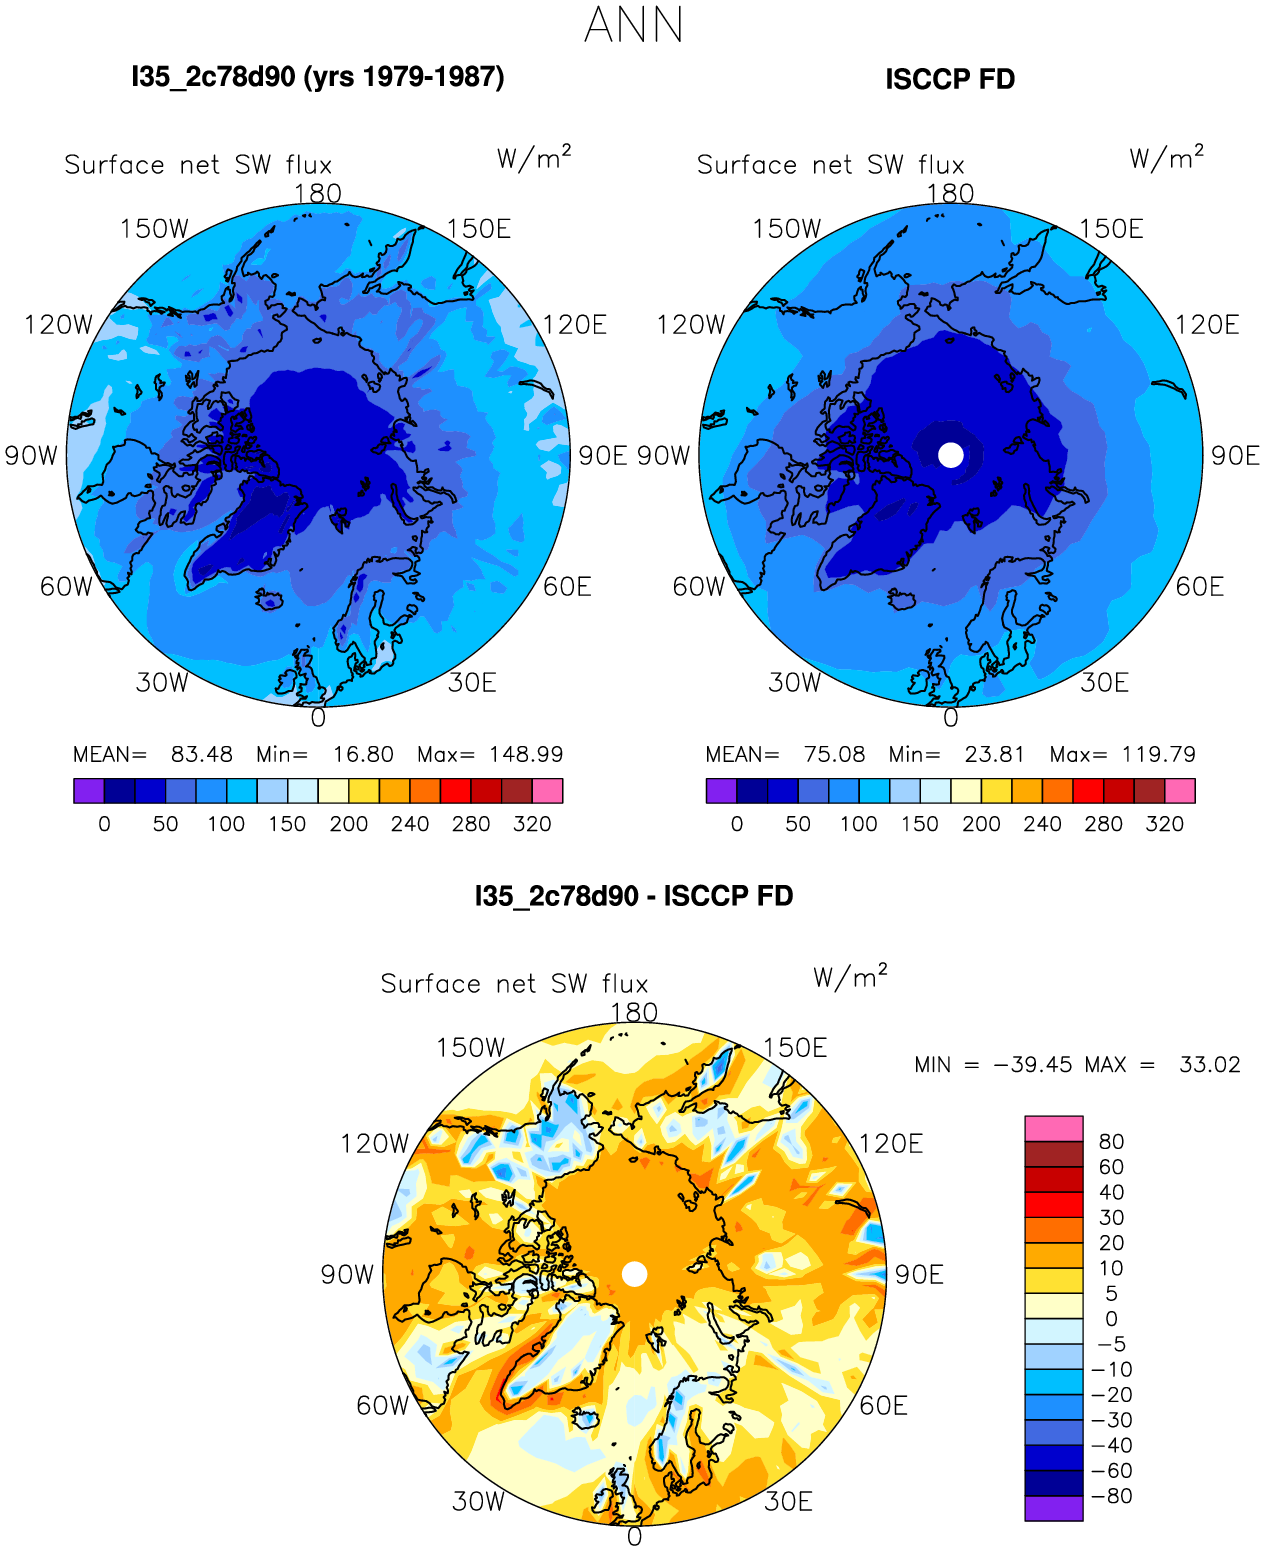 ANN
I35_2c78d90 (yrs 1979-1987)
Surface net SW flux W/m²
180
150W 150E
120W 120E
90W 90E
60W 60E
30W 30E
0
MEAN= 83.48 Min= 16.80 Max= 148.99
0 50 100 150 200 240 280 320
ISCCP FD
Surface net SW flux W/m²
180
150W 150E
120W 120E
90W 90E
60W 60E
30W 30E
0
MEAN= 75.08 Min= 23.81 Max= 119.79
0 50 100 150 200 240 280 320
I35_2c78d90 - ISCCP FD
Surface net SW flux W/m²
180
150W 150E
120W 120E
90W 90E
60W 60E
30W 30E
0
MIN = −39.45 MAX = 33.02
80
60
40
30
20
10
5
0
−5
−10
−20
−30
−40
−60
−80